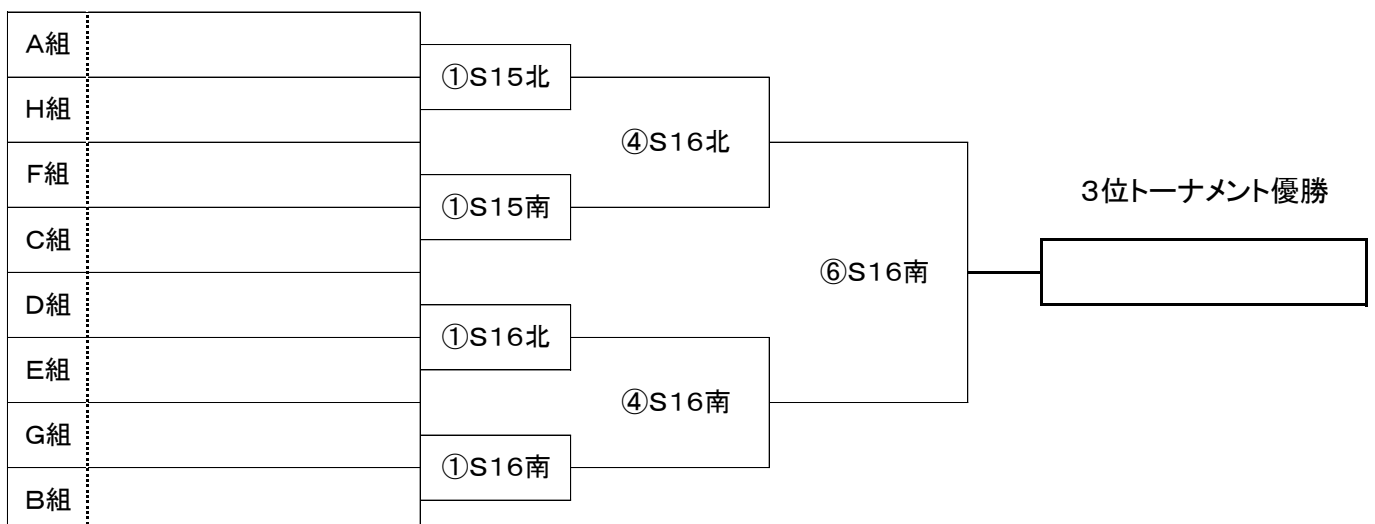 A組
H組
F組
C組
D組
E組
G組
B組
①S15北
①S15南
①S16北
①S16南
④S16北
④S16南
⑥S16南
3位トーナメント優勝